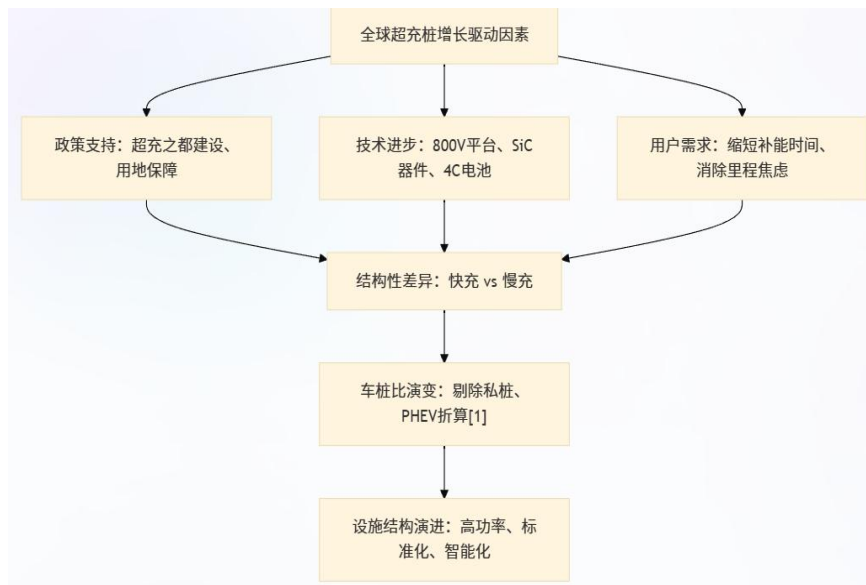 全球超充桩增长驱动因素
政策支持：超充之都建设、
用地保障
技术进步：800V平台、SiC
器件、4C电池
用户需求：缩短补能时间、
消除里程焦虑
结构性差异：快充 vs 慢充
车桩比演变：剔除私桩、
PHEV折算[1]
设施结构演进：高功率、标
准化、智能化